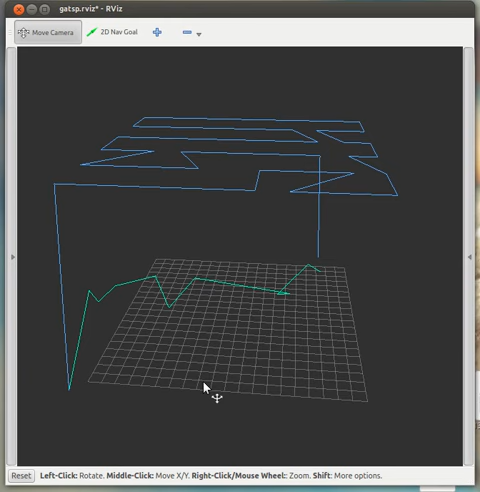 gatsp.rviz* - RViz
Move Camera 2D Nav Goal
Reset Left-Click: Rotate. Middle-Click: Move X/Y. Right-Click/Mouse Wheel:: Zoom. Shift: More options.